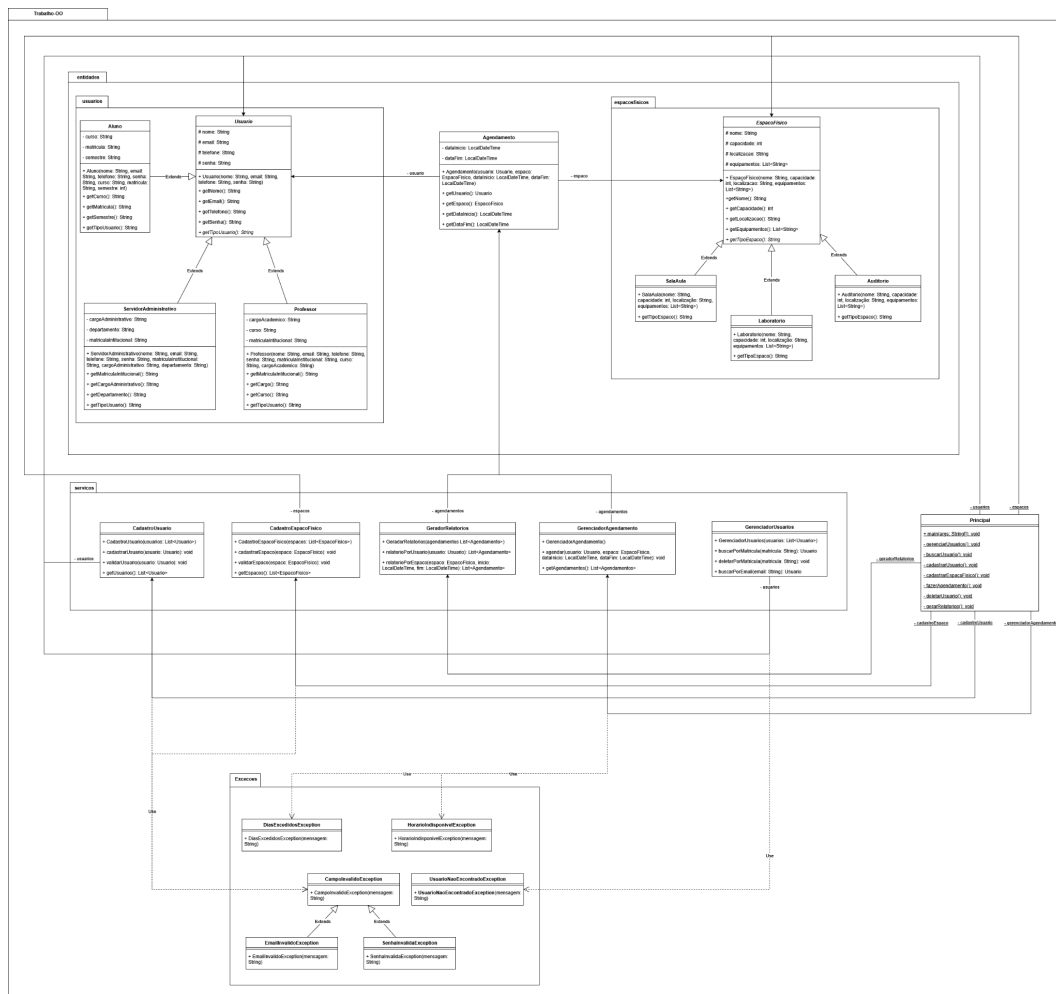 Trabalho-OO
entidades
usuarios
Aluno
- curso: String
- matricula: String
- semestre: String
+ Aluno(nome: String, email:
String, telefone: String, senha:
String, curso: String, matricula:
String, semestre: int)
+ getCurso(): String
+ getMatricula(): String
+ getSemestre(): String
+ getTipoUsuario(): String
Extends
Usuario
# nome: String
# email: String
# telefone: String
# senha: String
+ Usuario(nome: String, email: String,
telefone: String, senha: String)
+ getNome(): String
+ getEmail(): String
+ getTelefone(): String
+ getSenha(): String
+ getTipoUsuario(): String
Extends
Extends
ServidorAdministrativo
- cargoAdministrativo: String
- departamento: String
- matriculaIntitucional: String
+ ServidorAdministrativo(nome: String, email: String,
telefone: String, senha: String, matriculaInstitucional:
String, cargoAdministrativo: String, departamento: String)
+ getMatriculaIntitucional(): String
+ getCargoAdministrativo(): String
+ getDepartamento(): String
+ getTipoUsuario(): String
Professor
- cargoAcademico: String
- curso: String
- matriculaIntitucional: String
+ Professor(nome: String, email: String, telefone: String,
senha: String, matriculaInstitucional: String, curso:
String, cargoAcademico: String)
+ getMatriculaIntitucional(): String
+ getCargo(): String
+ getCurso(): String
+ getTipoUsuario(): String
- usuario
Agendamento
- dataInicio: LocalDateTime
- dataFim: LocalDateTime
+ Agendamento(usuario: Usuario, espaco:
EspacoFisico, dataInicio: LocalDateTime, dataFim:
LocalDateTime)
+ getUsuario(): Usuario
+ getEspaco(): EspacoFisico
+ getDataInicio(): LocalDateTime
+ getDataFim(): LocalDateTime
- espaco
espacosfisicos
EspacoFisico
# nome: String
# capacidade: int
# localizacao: String
# equipamentos: List<String>
+ EspacoFisico(nome: String, capacidade:
int, localizacao: String, equipamentos:
List<String>)
+getNome(): String
+ getCapacidade(): int
+ getLocalizacao(): String
+ getEquipamentos(): List<String>
+ getTipoEspaco(): String
Extends
Extends
Extends
SalaAula
+ SalaAula(nome: String,
capacidade: int, localização: String,
equipamentos: List<String>)
+ getTipoEspaco(): String
Laboratorio
+ Laboratorio(nome: String,
capacidade: int, localização: String,
equipamentos: List<String>)
+ getTipoEspaco(): String
Auditorio
+ Auditorio(nome: String, capacidade:
int, localização: String, equipamentos:
List<String>)
+ getTipoEspaco(): String
servicos
- usuarios
CadastroUsuario
+ CadastroUsuario(usuarios: List<Usuario>)
+ cadastrarUsuario(usuario: Usuario): void
+ validarUsuario(usuario: Usuario): void
+ getUsuarios(): List<Usuario>
- espacos
CadastroEspacoFisico
+ CadastroEspacoFisico(espacos: List<EspacoFisico>)
+ cadastrarEspaco(espaco: EspacoFisico): void
+ validarEspaco(espaco: EspacoFisico): void
+ getEspacos(): List<EspacoFisico>
- agendamentos
GeradorRelatorios
+ GeradorRelatorios(agendamentos List<Agendamento>)
+ relatorioPorUsuario(usuario: Usuario): List<Agendamento>
+ relatorioPorEspaco(espaco: EspacoFisico, inicio:
LocalDateTime, fim: LocalDateTime): List<Agendamento>
- agendamentos
GerenciadorAgendamento
+ GerenciadorAgendamento()
+ agendar(usuario: Usuario, espaco: EspacoFisico,
dataInicio: LocalDateTime, dataFim: LocalDateTime): void
+ getAgendamentos(): List<Agendamentos>
GerenciadorUsuarios
+ GerenciadorUsuarios(usuarios: List<Usuario>)
+ buscarPorMatricula(matricula: String): Usuario
+ deletarPorMatricula(matricula: String): void
+ buscarPorEmail(email: String): Usuario
- usuarios
- usuarios
- espacos
Principal
+ main(args: String[]): void
- gerenciarUsuarios(): void
- buscarUsuario(): void
- cadastrarUsuario(): void
- cadastrarEspacoFisico(): void
- fazerAgendamento(): void
- deletarUsuario(): void
- gerarRelatorios(): void
- geradorRelatorios
- cadastroEspaco
- cadastroUsuario
- gerenciadorAgendamento
Use
Use
Use
Use
Excecoes
DiasExcedidosException
+ DiasExcedidosException(mensagem:
String)
HorarioIndisponivelException
+ HorarioIndisponivelException(mensagem:
String)
CampoInvalidoException
+ CampoInvalidoException(mensagem:
String)
UsuarioNaoEncontradoException
+ UsuarioNaoEncontradoException(mensagem:
String)
Extends
Extends
EmailInvalidoException
+ EmailInvalidoException(mensagem:
String)
SenhaInvalidaException
+ SenhaInvalidaException(mensagem:
String)